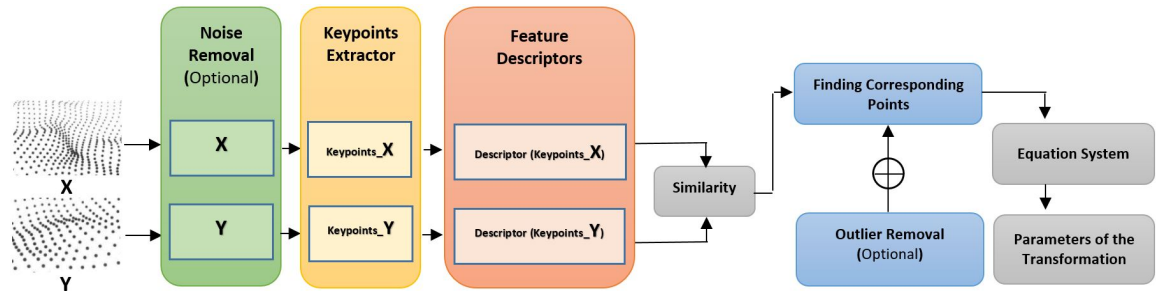 X
Y
Noise
Removal
(Optional)
X
Y
Keypoints
Extractor
Keypoints_X
Keypoints_Y
Feature
Descriptors
Descriptor (Keypoints_X)
Descriptor (Keypoints_Y)
Similarity
Finding Corresponding
Points
Outlier Removal
(Optional)
Equation System
Parameters of the
Transformation